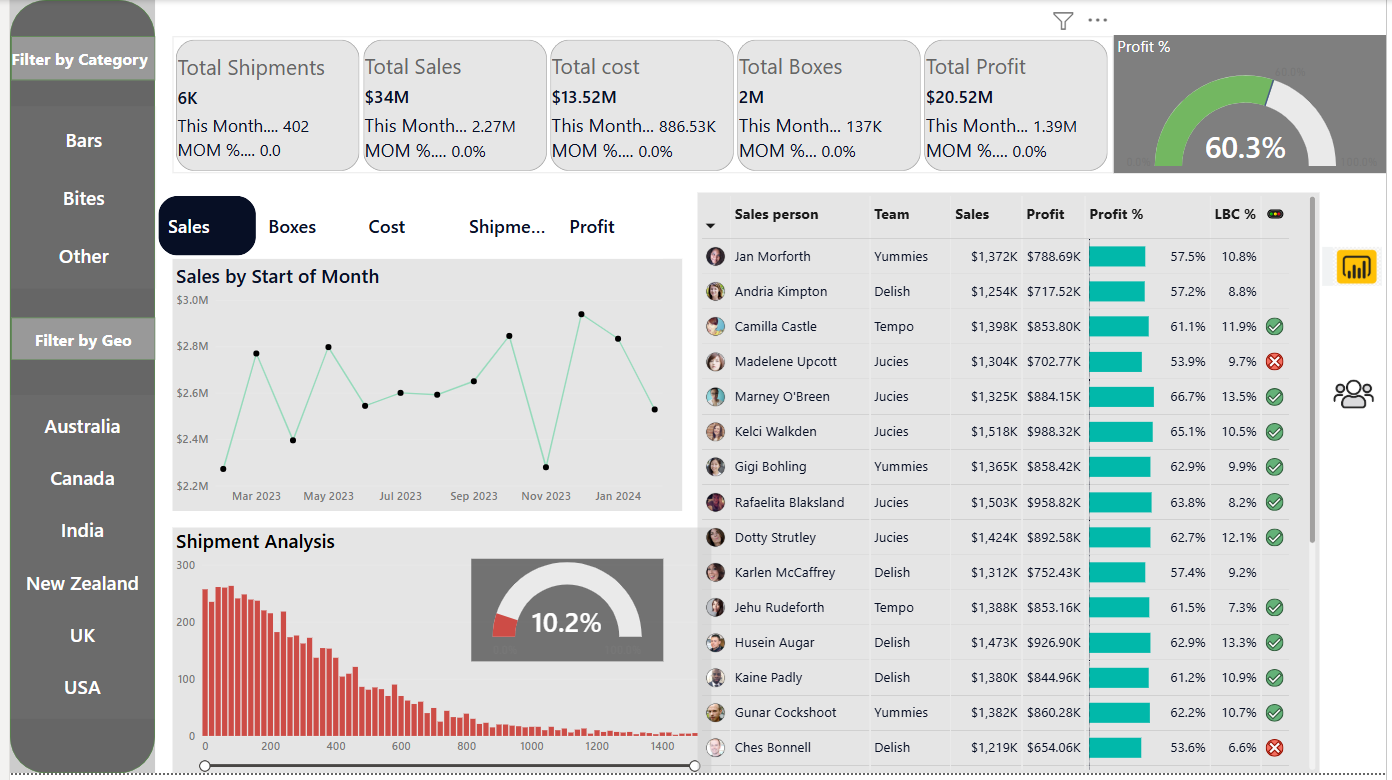 Filter by Category
Bars
Bites
Other
Filter by Geo
Australia
Canada
India
New Zealand
UK
USA
Total Shipments
6K
This Month.... 402
MOM %.... 0.0
Total Sales
$34M
This Month... 2.27M
MOM %.... 0.0%
Total cost
$13.52M
This Month... 886.53K
MOM %.... 0.0%
Total Boxes
2M
This Month... 137K
MOM %.... 0.0%
Total Profit
$20.52M
This Month... 1.39M
MOM %.... 0.0%
Profit %
60.0%
60.3%
0.0%
100.0%
Sales Boxes Cost Shipme... Profit
Sales by Start of Month
$3.0M
$2.8M
$2.6M
$2.4M
$2.2M
Mar 2023 May 2023 Jul 2023 Sep 2023 Nov 2023 Jan 2024
Shipment Analysis
300
200
100
0
0 200 400 600 800 1000 1200 1400
10.2%
Sales person Team Sales Profit Profit % LBC %
Jan Morforth Yummies $1,372K $788.69K 57.5% 10.8%
Andria Kimpton Delish $1,254K $717.52K 57.2% 8.8%
Camilla Castle Tempo $1,398K $853.80K 61.1% 11.9%
Madelene Upcott Jucies $1,304K $702.77K 53.9% 9.7%
Marney O'Breen Jucies $1,325K $884.15K 66.7% 13.5%
Kelci Walkden Jucies $1,518K $988.32K 65.1% 10.5%
Gigi Bohling Yummies $1,365K $858.42K 62.9% 9.9%
Rafaelita Blaksland Jucies $1,503K $958.82K 63.8% 8.2%
Dotty Strutley Jucies $1,424K $892.58K 62.7% 12.1%
Karlen McCaffrey Delish $1,312K $752.43K 57.4% 9.2%
Jehu Rudeforth Tempo $1,388K $853.16K 61.5% 7.3%
Husein Augar Delish $1,473K $926.90K 62.9% 13.3%
Kaine Padly Delish $1,380K $844.96K 61.2% 10.9%
Gunar Cockshoot Yummies $1,382K $860.28K 62.2% 10.7%
Ches Bonnell Delish $1,219K $654.06K 53.6% 6.6%